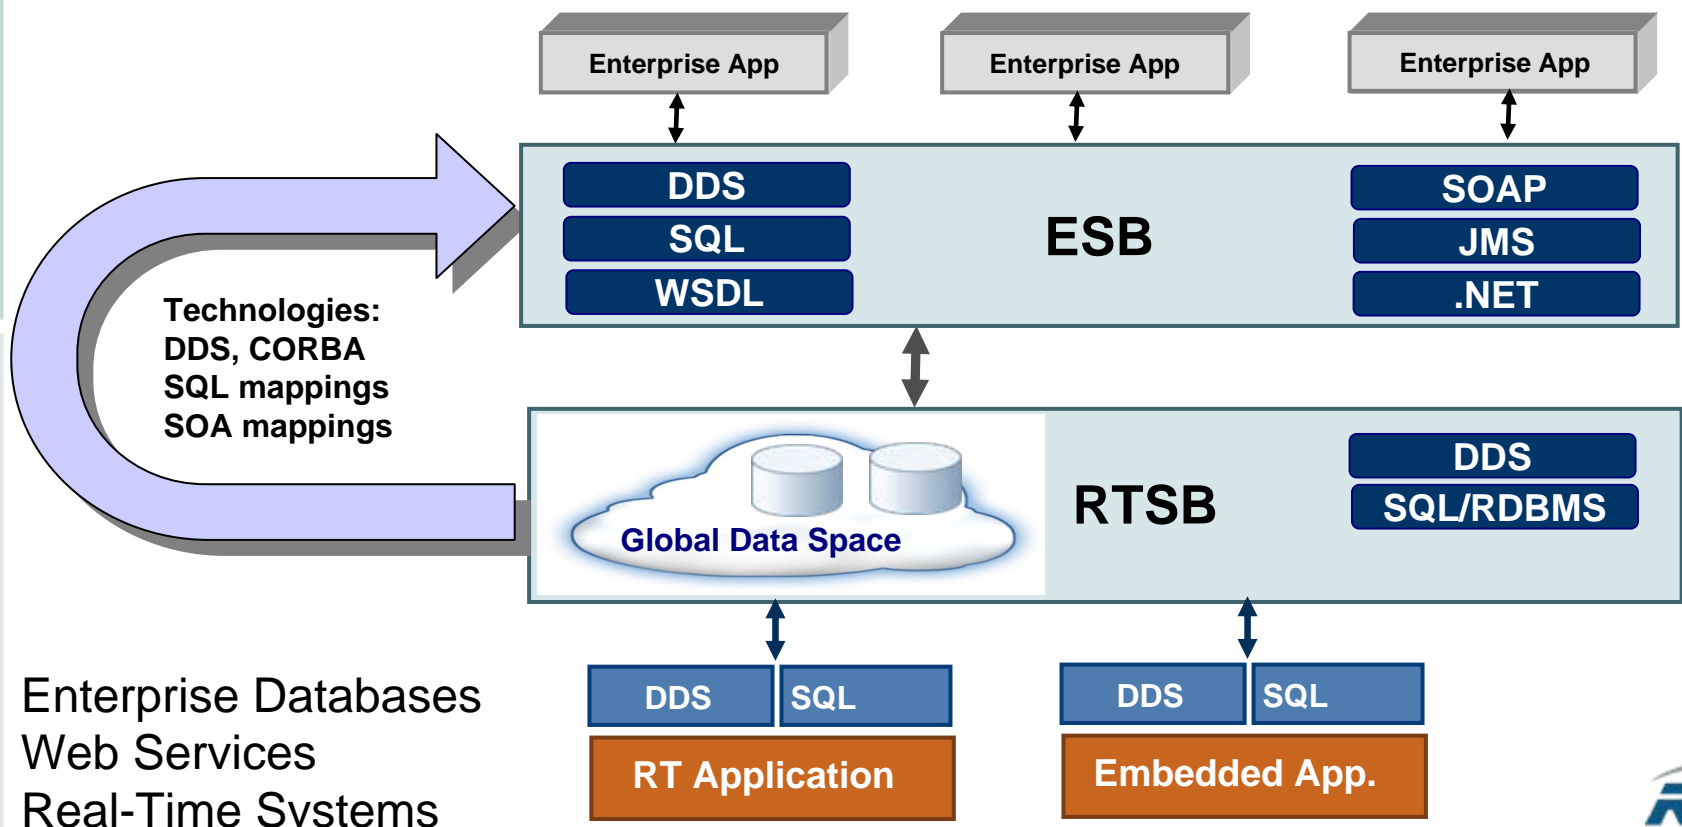 Enterprise App
Enterprise App
Enterprise App
DDS
SQL
WSDL
ESB
SOAP
JMS
.NET
Technologies:
DDS, CORBA
SQL mappings
SOA mappings
Global Data Space
RTSB
DDS
SQL/RDBMS
DDS
SQL
RT Application
DDS
SQL
Embedded App.
Enterprise Databases
Web Services
Real-Time Systems